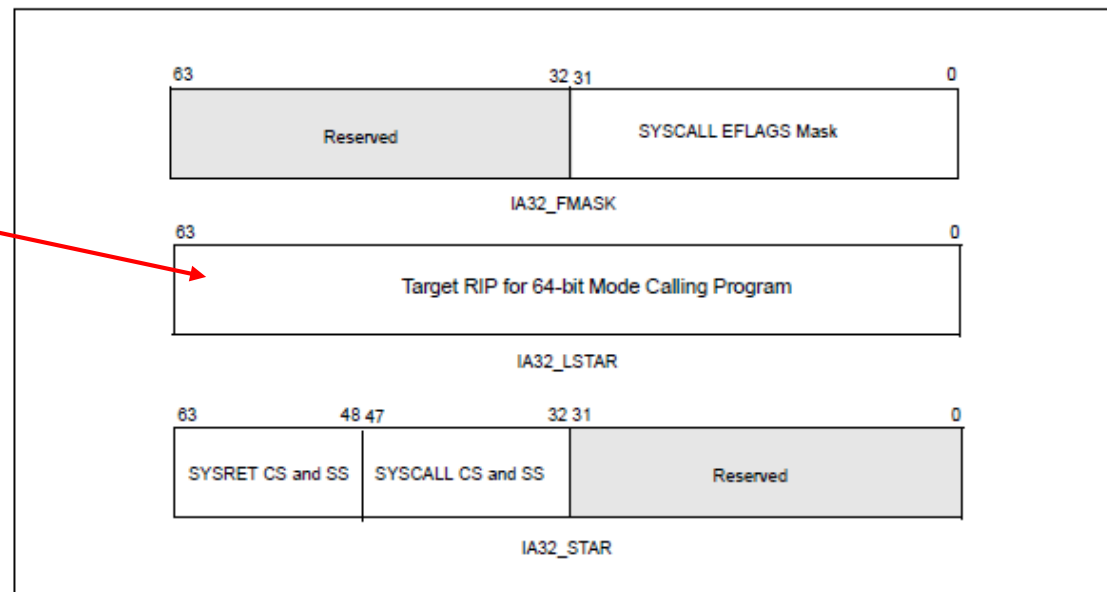 63 32 31 0
Reserved SYSCALL EFLAGS Mask
IA32_FMASK
63 0
Target RIP for 64-bit Mode Calling Program
IA32_LSTAR
63 48 47 32 31 0
SYSRET CS and SS SYSCALL CS and SS Reserved
IA32_STAR